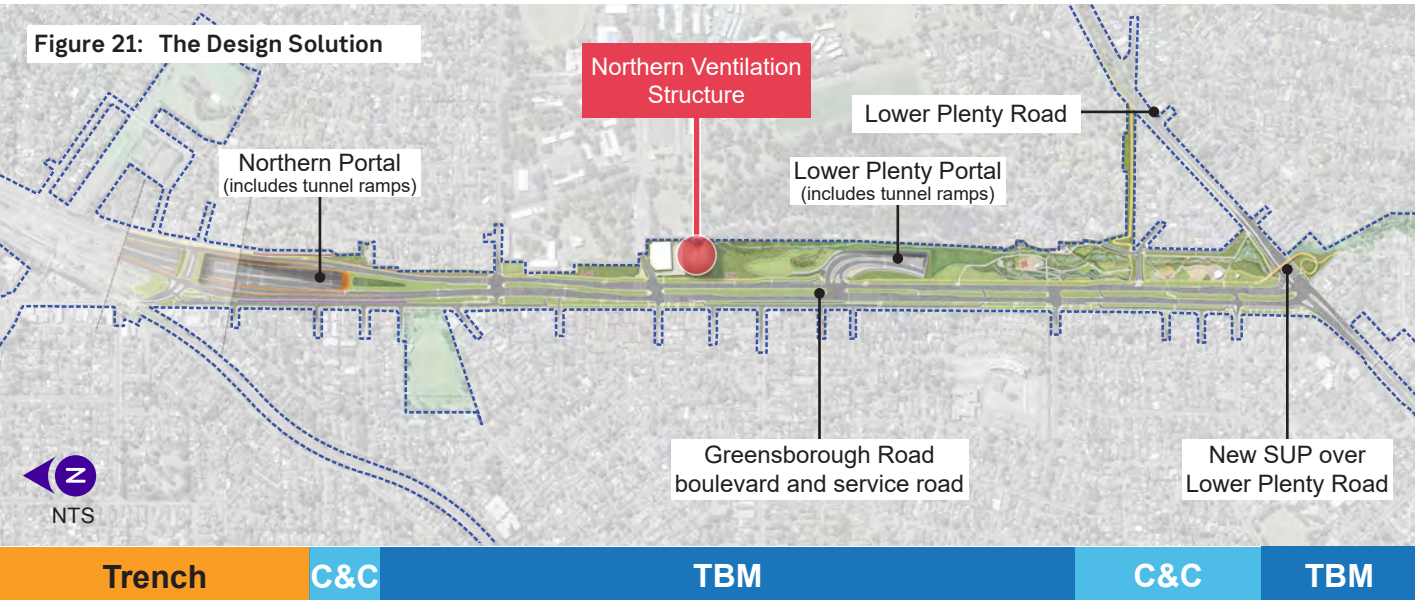 Figure 21: The Design Solution
Northern Ventilation
Structure
Lower Plenty Road
Northern Portal
(includes tunnel ramps)
Lower Plenty Portal
(includes tunnel ramps)
Greensborough Road
boulevard and service road
New SUP over
Lower Plenty Road
N
NTS
Trench
C&C
TBM
C&C
TBM